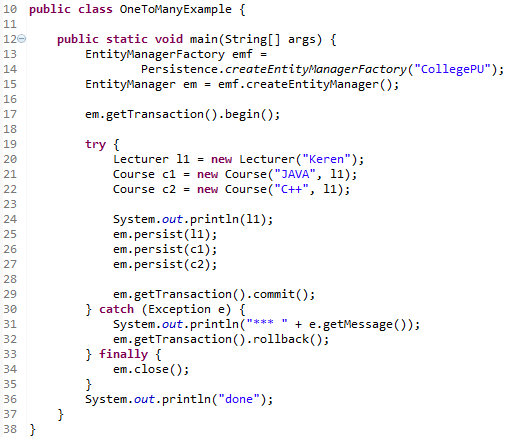 10 public class OneToManyExample {
11
12 public static void main(String[] args) {
13 EntityManagerFactory emf =
14 Persistence.createEntityManagerFactory("CollegePU");
15 EntityManager em = emf.createEntityManager();
16
17 em.getTransaction().begin();
18
19 try {
20 Lecturer l1 = new Lecturer("Keren");
21 Course c1 = new Course("JAVA", l1);
22 Course c2 = new Course("C++", l1);
23
24 System.out.println(l1);
25 em.persist(l1);
26 em.persist(c1);
27 em.persist(c2);
28
29 em.getTransaction().commit();
30 } catch (Exception e) {
31 System.out.println("*** " + e.getMessage());
32 em.getTransaction().rollback();
33 } finally {
34 em.close();
35 }
36 System.out.println("done");
37 }
38 }